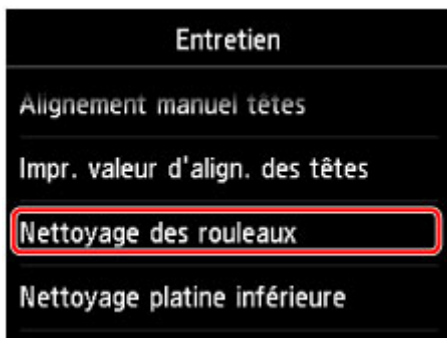 Entretien
Alignement manuel têtes
Impr. valeur d'align. des têtes
Nettoyage des rouleaux
Nettoyage platine inférieure